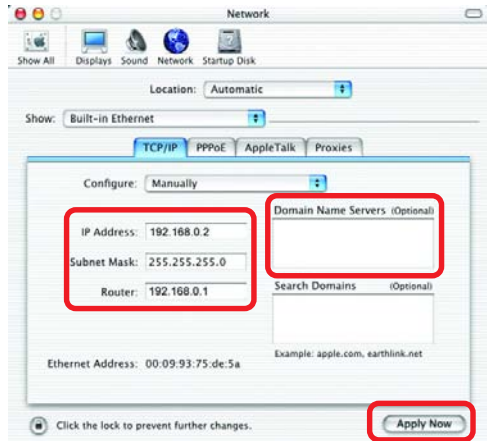 Network
Show All Displays Sound Network Startup Disk
Location: Automatic
Show: Built-in Ethernet
TCP/IP PPPoE AppleTalk Proxies
Configure: Manually
Domain Name Servers (Optional)
IP Address: 192.168.0.2
Subnet Mask: 255.255.255.0
Router: 192.168.0.1
Search Domains (Optional)
Example: apple.com, earthlink.net
Ethernet Address: 00:09:93:75:de:5a
Click the lock to prevent further changes.
Apply Now